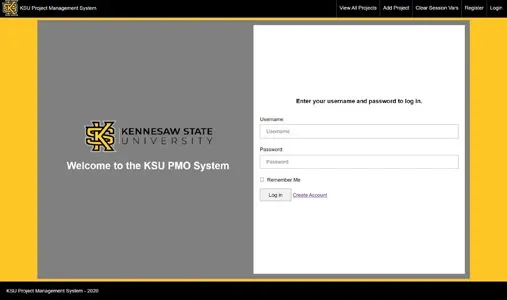 KSU Project Management System
View All Projects
Add Project
Clear Session Vars
Register
Login
KENNESAW STATE
UNIVERSITY
Welcome to the KSU PMO System
Enter your username and password to log in.
Username
Username
Password
Password
Remember Me
Log in
Create Account
KSU Project Management System - 2020